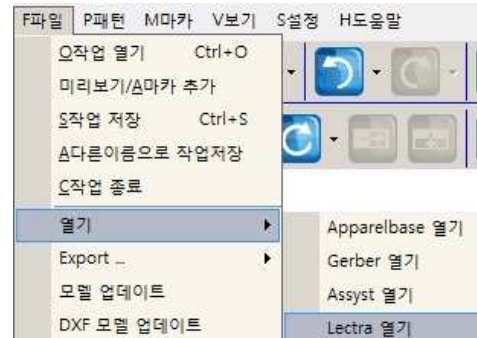 F파일 P패턴 M마카 V보기 S설정 H도움말
O작업 열기 Ctrl+O
미리보기/A마카 추가
S작업 저장 Ctrl+S
A다른이름으로 작업저장
C작업 종료
열기
Export ...
모델 업데이트
DXF 모델 업데이트
Apparelbase 열기
Gerber 열기
Assyst 열기
Lectra 열기